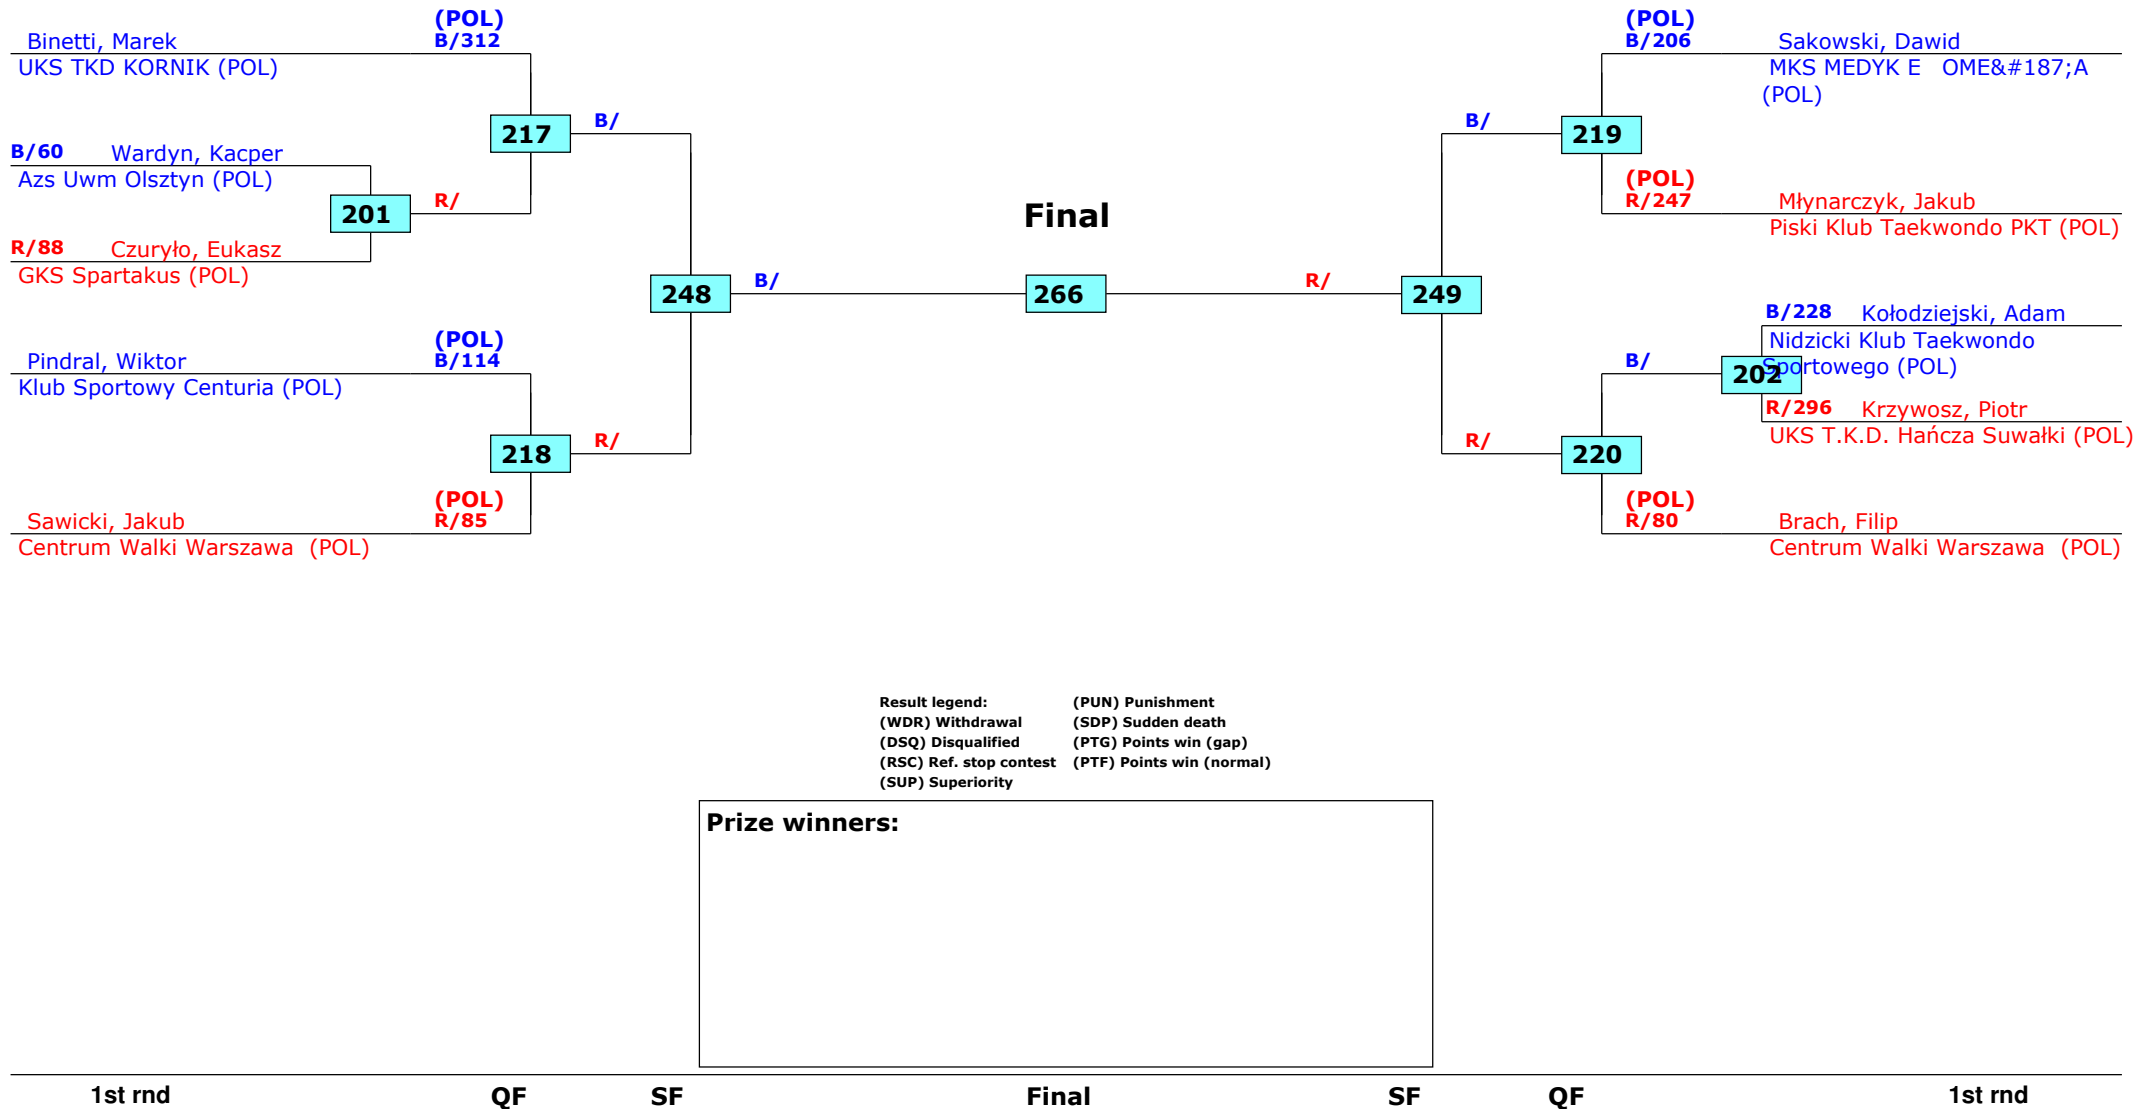 (POL)
B/312
Binetti, Marek
UKS TKD KORNIK (POL)
217
B/
B/60 Wardyn, Kacper
Azs Uwm Olsztyn (POL)
201
R/
R/88 Czuryło, Eukasz
GKS Spartakus (POL)
248
B/
(POL)
B/114
Pindral, Wiktor
Klub Sportowy Centuria (POL)
218
R/
(POL)
R/85
Sawicki, Jakub
Centrum Walki Warszawa (POL)
Final
266
(POL)
B/206
Sakowski, Dawid
MKS MEDYK E OME&#187;A
(POL)
B/
219
(POL)
R/247
Młynarczyk, Jakub
Piski Klub Taekwondo PKT (POL)
R/
249
B/228 Kołodziejski, Adam
Nidzicki Klub Taekwondo
Sportowego (POL)
B/
202
R/296 Krzywosz, Piotr
UKS T.K.D. Hańcza Suwałki (POL)
R/
220
(POL)
R/80
Brach, Filip
Centrum Walki Warszawa (POL)
Result legend: (PUN) Punishment
(WDR) Withdrawal (SDP) Sudden death
(DSQ) Disqualified (PTG) Points win (gap)
(RSC) Ref. stop contest (PTF) Points win (normal)
(SUP) Superiority
Prize winners:
1st rnd QF SF Final SF QF 1st rnd